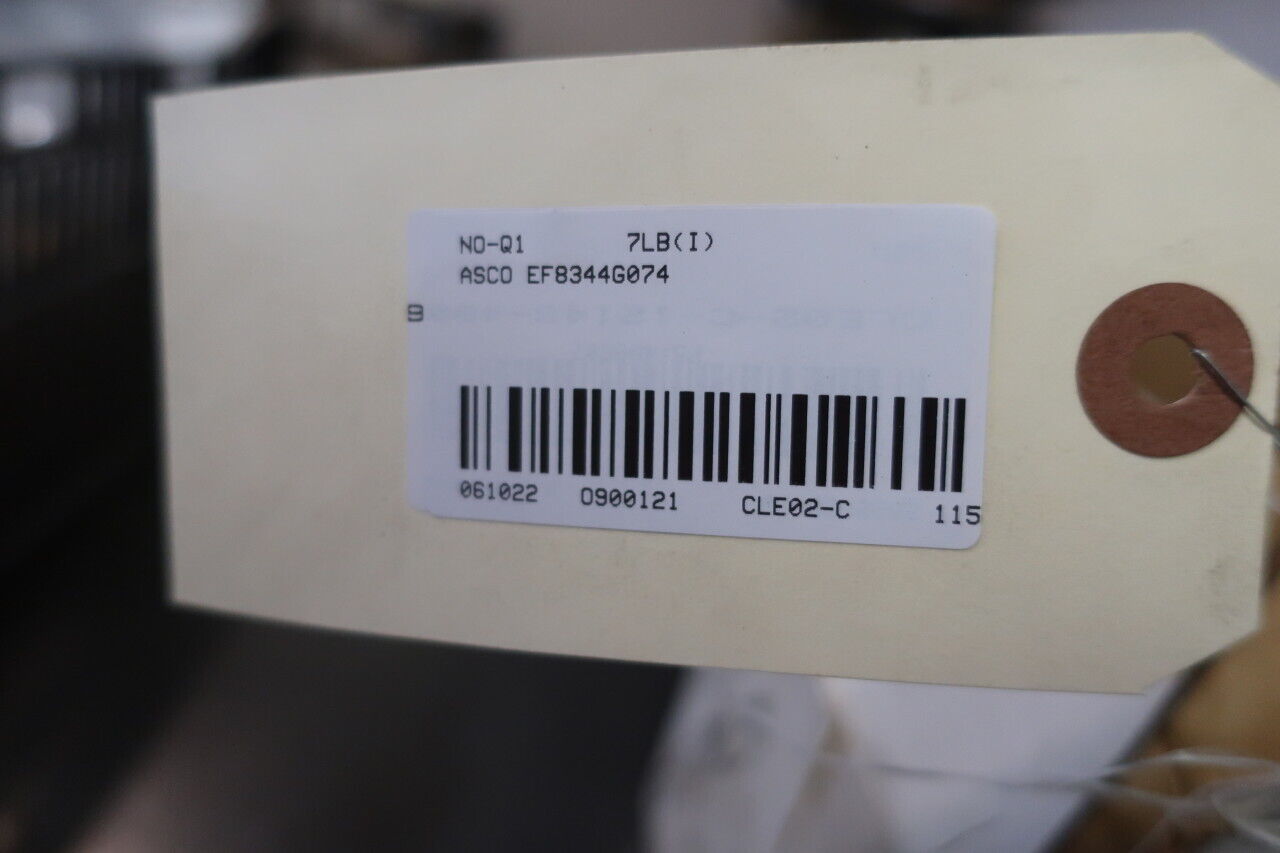 NO-Q1 7LB(I)
ASCO EF8344G074
B
061022 0900121 CLE02-C 115